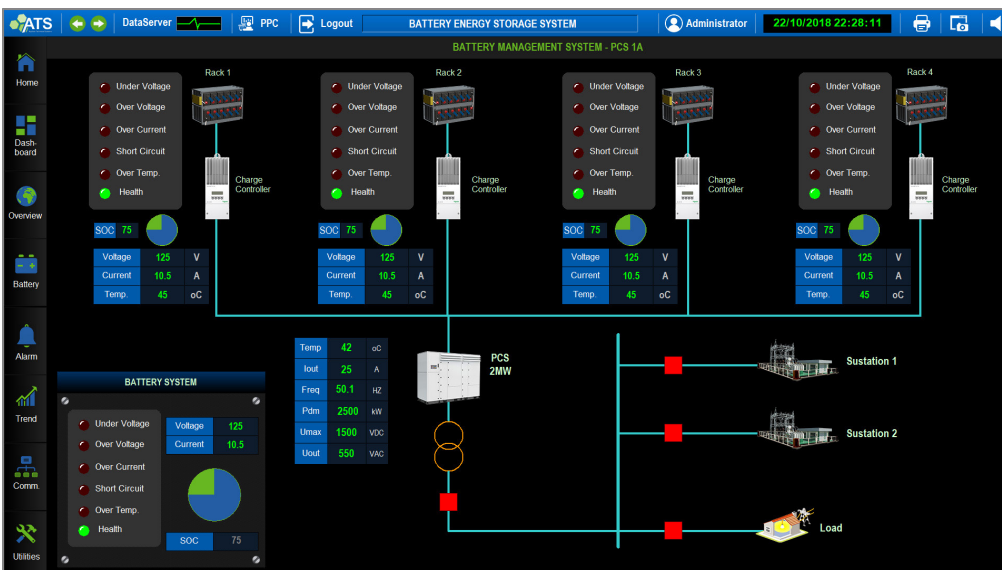 ATS DataServer PPC Logout BATTERY ENERGY STORAGE SYSTEM Administrator 22/10/2018 22:28:11
BATTERY MANAGEMENT SYSTEM - PCS 1A
Home
Dash-
board
Overview
Battery
Alarm
Trend
Comm.
Utilities
Rack 1
Under Voltage
Over Voltage
Over Current
Short Circuit
Over Temp.
Health
Charge
Controller
SOC 75
Voltage 125 V
Current 10.5 A
Temp. 45 oC
Rack 2
Under Voltage
Over Voltage
Over Current
Short Circuit
Over Temp.
Health
Charge
Controller
SOC 75
Voltage 125 V
Current 10.5 A
Temp. 45 oC
Rack 3
Under Voltage
Over Voltage
Over Current
Short Circuit
Over Temp.
Health
Charge
Controller
SOC 75
Voltage 125 V
Current 10.5 A
Temp. 45 oC
Rack 4
Under Voltage
Over Voltage
Over Current
Short Circuit
Over Temp.
Health
Charge
Controller
SOC 75
Voltage 125 V
Current 10.5 A
Temp. 45 oC
Temp 42 oC
Iout 25 A
Freq 50.1 HZ
Pdm 2500 kW
Umax 1500 VDC
Uout 550 VAC
PCS
2MW
Sustation 1
Sustation 2
Load
BATTERY SYSTEM
Under Voltage
Over Voltage
Over Current
Short Circuit
Over Temp.
Health
Voltage 125
Current 10.5
SOC 75